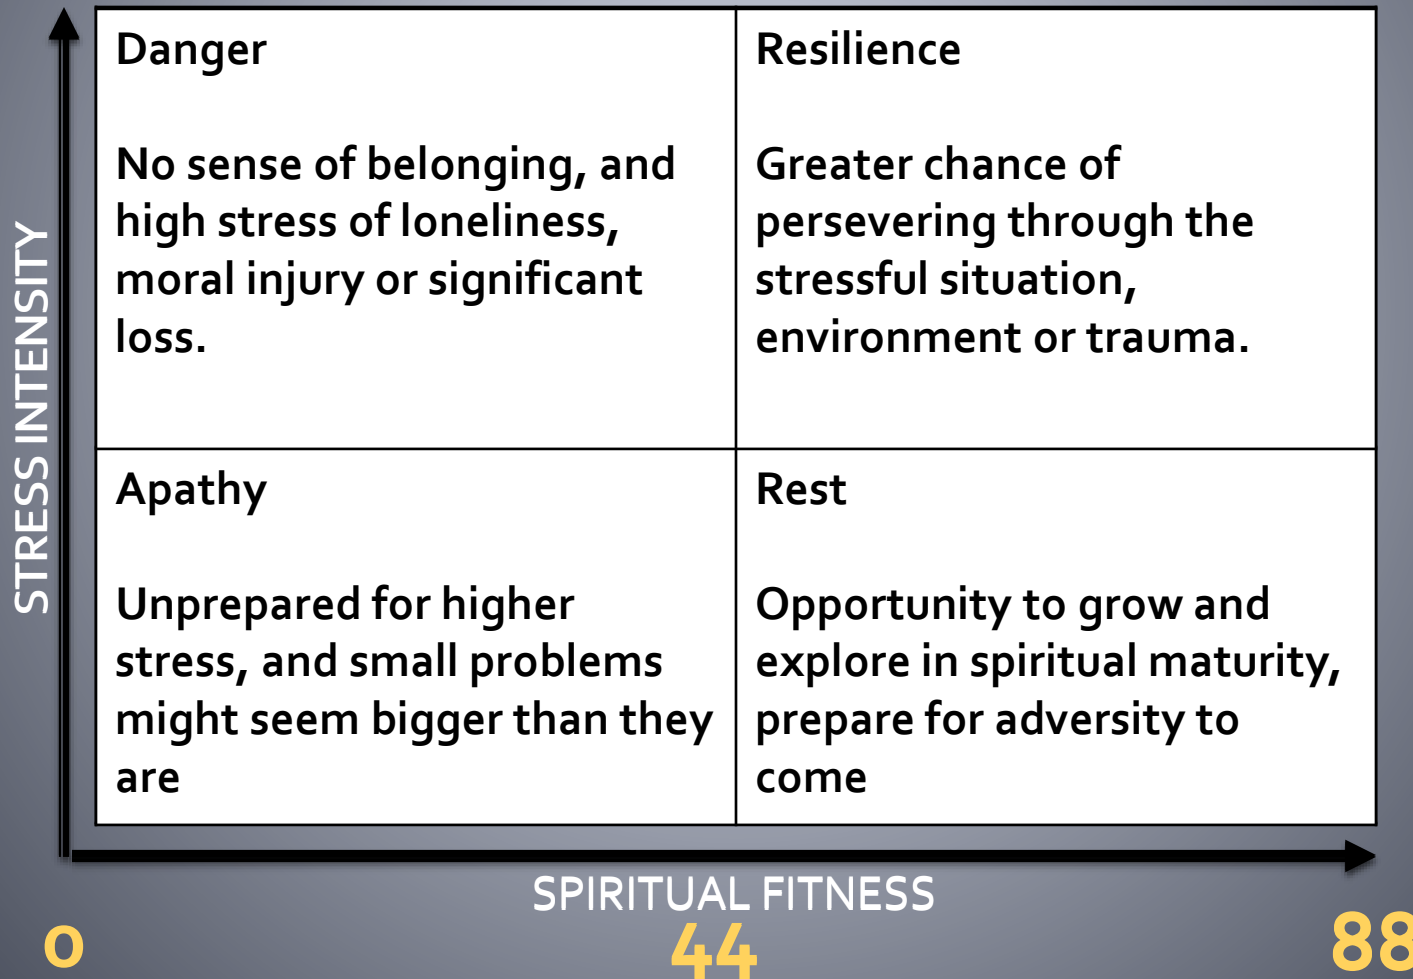 STRESS INTENSITY
Danger
No sense of belonging, and
high stress of loneliness,
moral injury or significant
loss.
Resilience
Greater chance of
persevering through the
stressful situation,
environment or trauma.
Apathy
Unprepared for higher
stress, and small problems
might seem bigger than they
are
Rest
Opportunity to grow and
explore in spiritual maturity,
prepare for adversity to
come
SPIRITUAL FITNESS
0
44
88